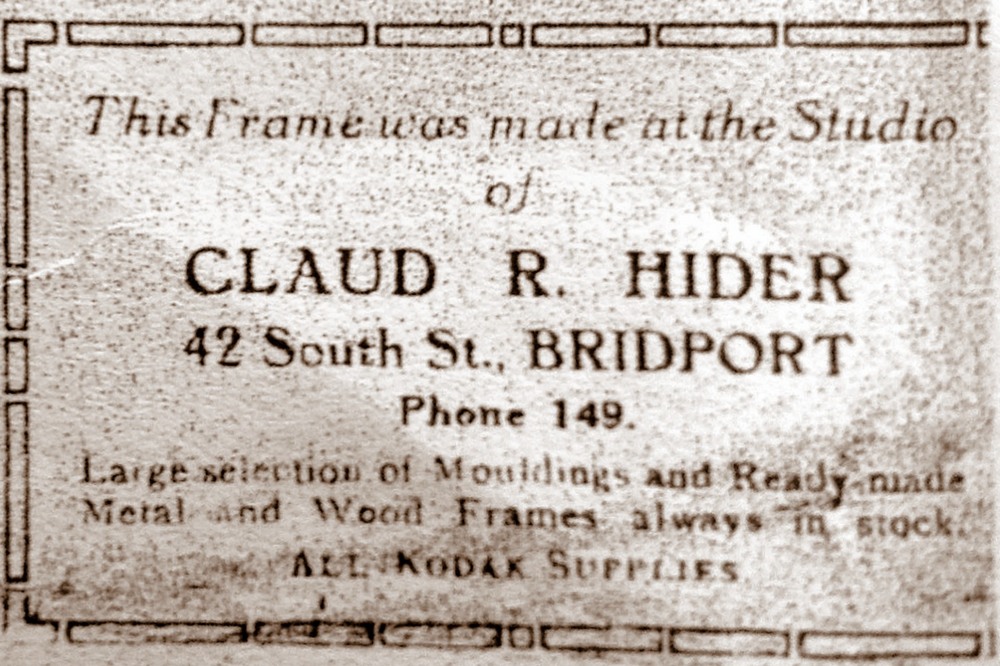 This Frame was made at the Studio
of
CLAUD R. HIDER
42 South St., BRIDPORT
Phone 149.
Large selection of Mouldings and Ready-made
Metal and Wood Frames always in stock.
ALL KODAK SUPPLIES